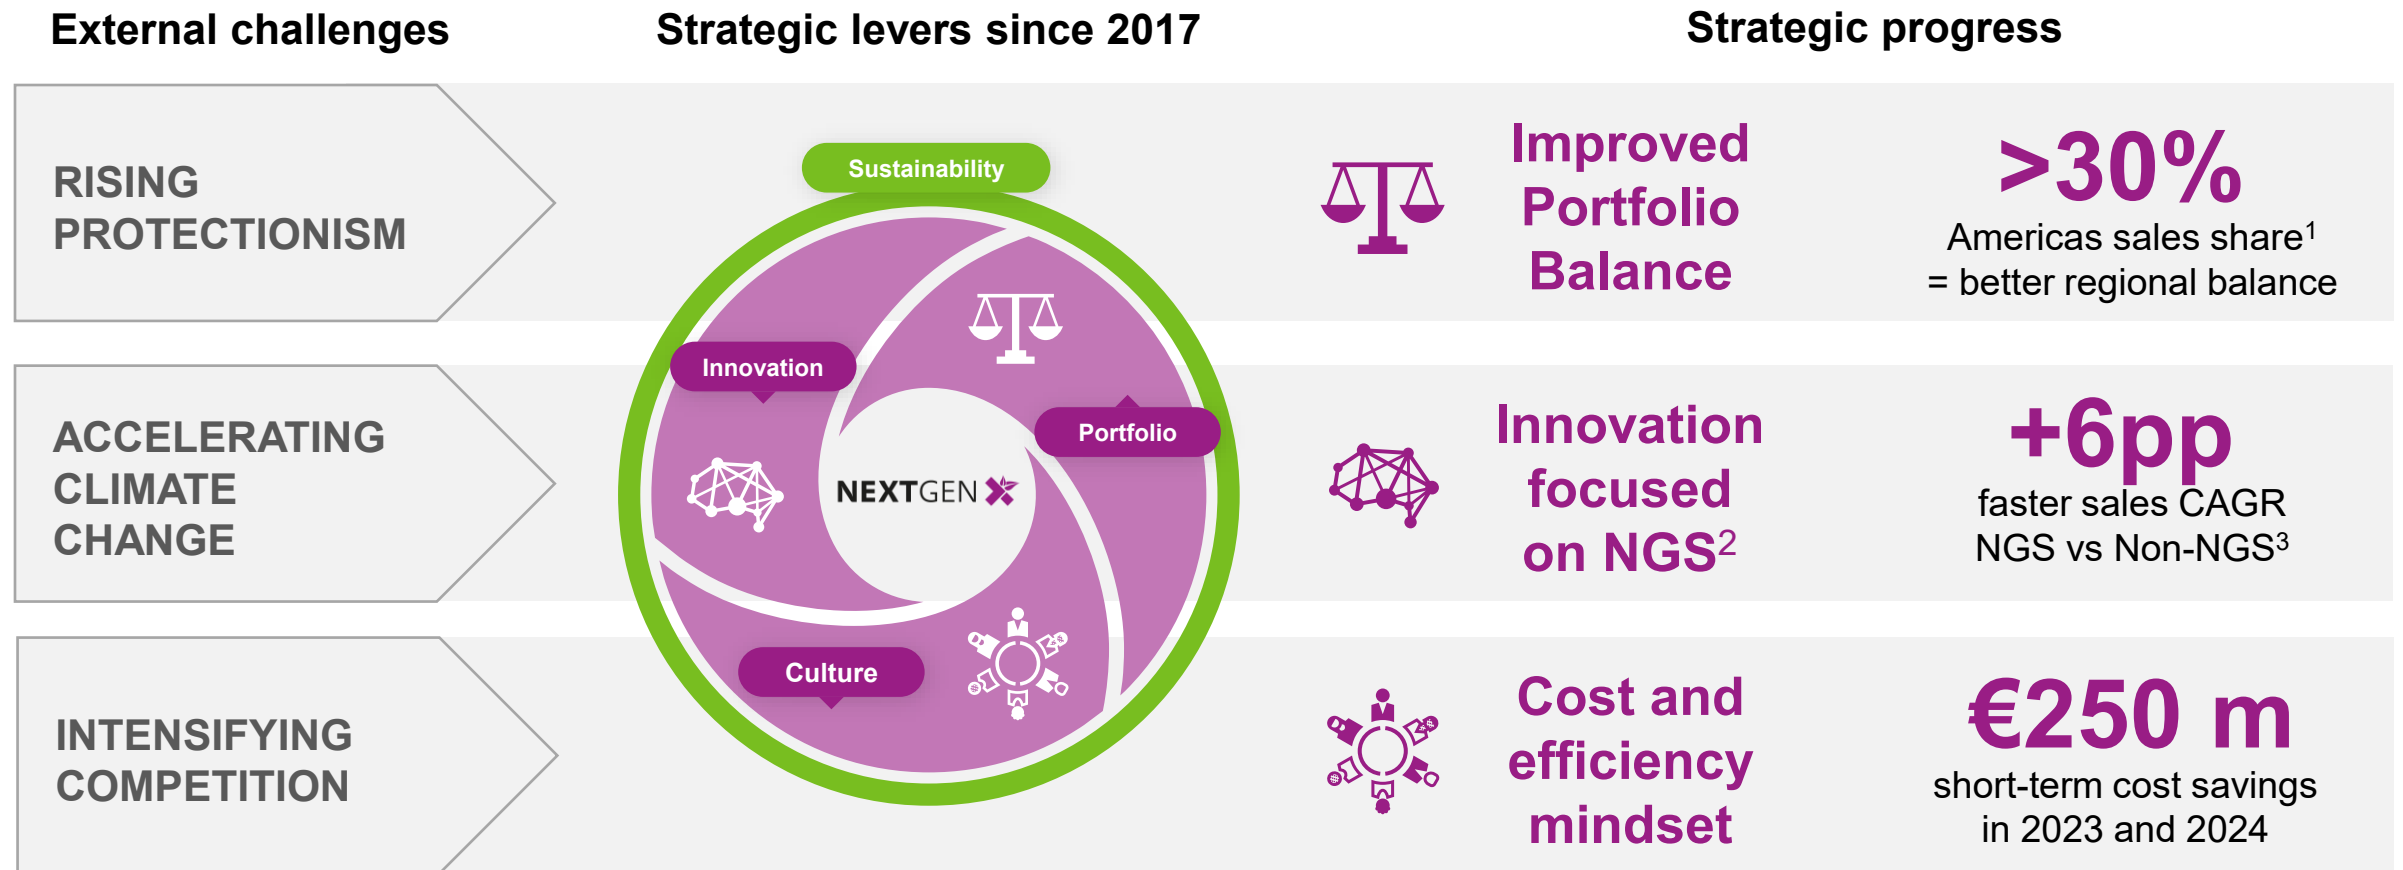 External challenges
Strategic levers since 2017
Strategic progress
RISING
PROTECTIONISM
Sustainability
Improved
Portfolio
Balance
>30%
Americas sales share¹
= better regional balance
ACCELERATING
CLIMATE
CHANGE
Innovation
Portfolio
NEXTGEN
Innovation
focused
on NGS²
+6pp
faster sales CAGR
NGS vs Non-NGS³
INTENSIFYING
COMPETITION
Culture
Cost and
efficiency
mindset
€250 m
short-term cost savings
in 2023 and 2024